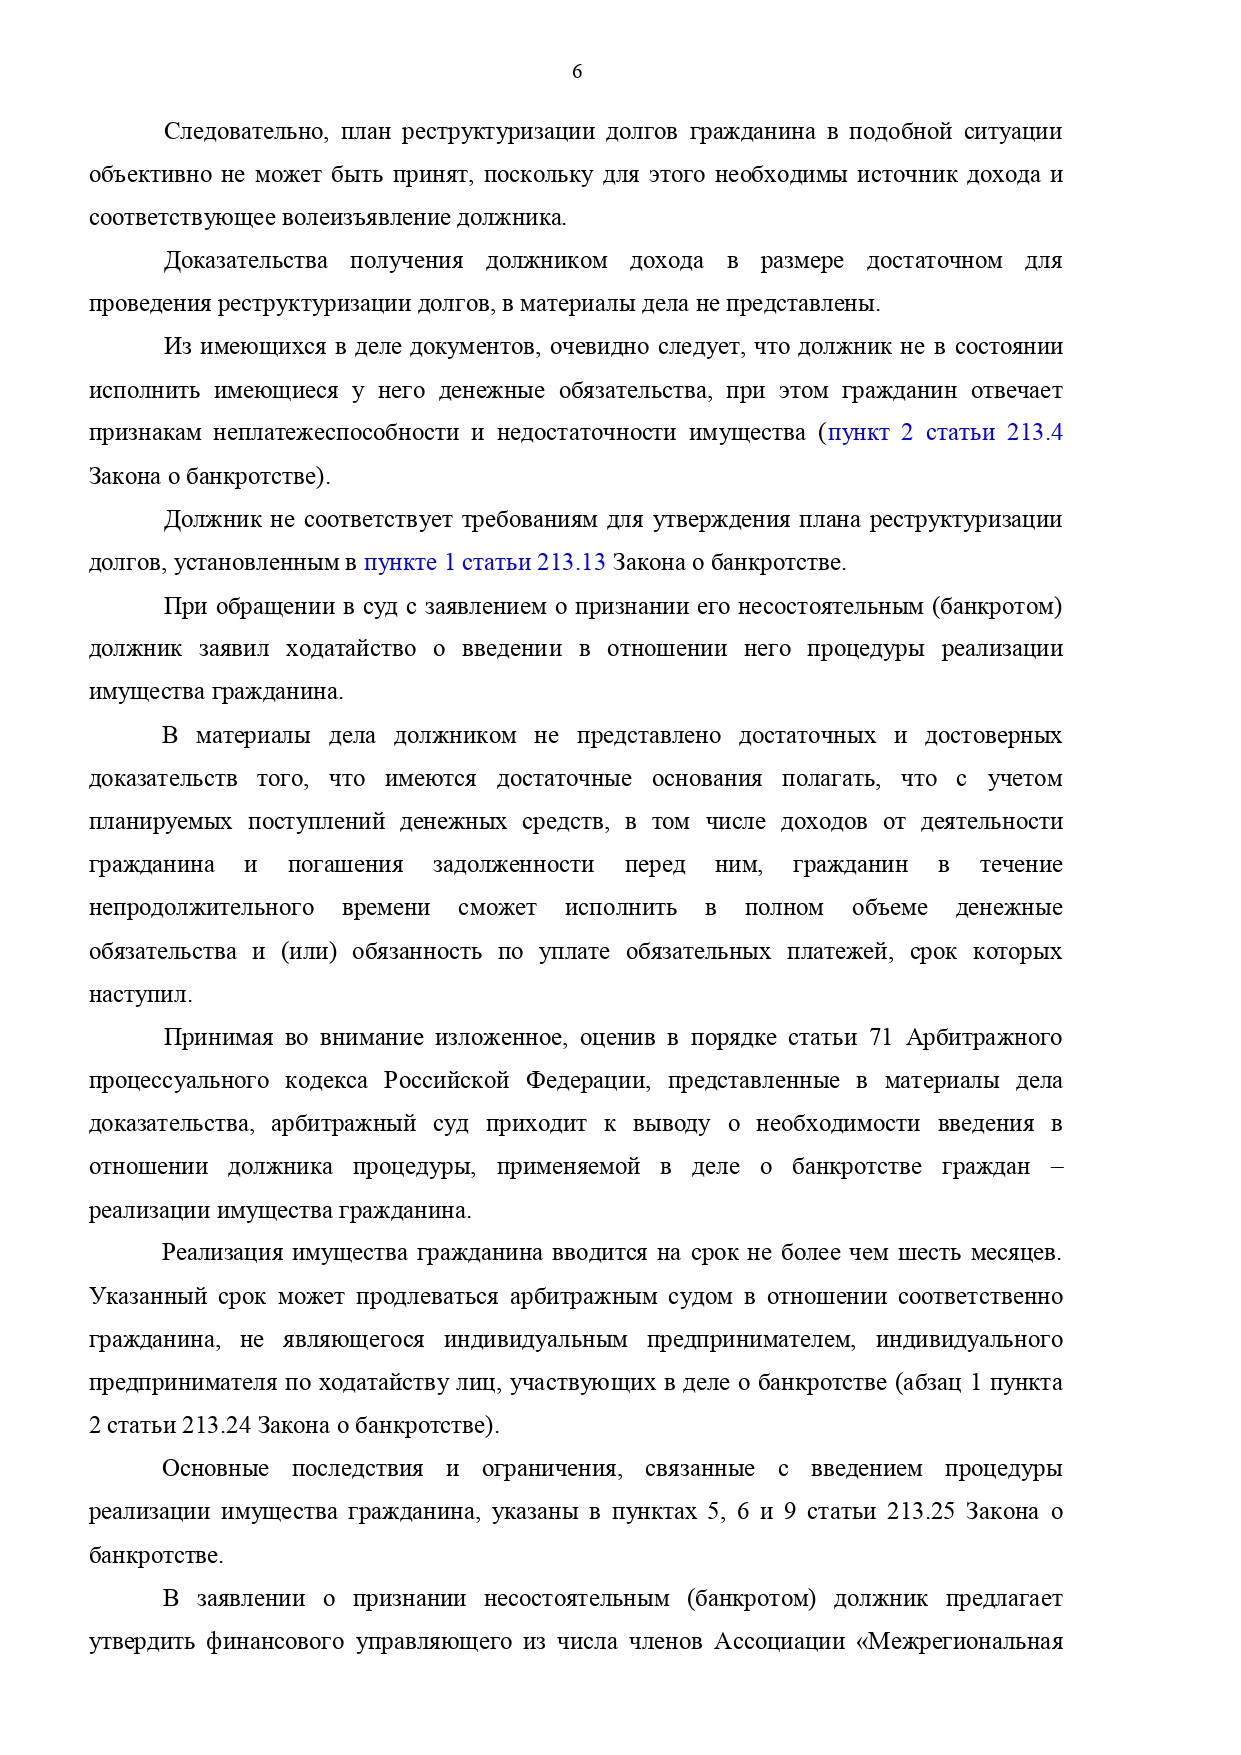 6
Следовательно, план реструктуризации долгов гражданина в подобной ситуации
объективно не может быть принят, поскольку для этого необходимы источник дохода и
соответствующее волеизъявление должника.
Доказательства получения должником дохода в размере достаточном для
проведения реструктуризации долгов, в материалы дела не представлены.
Из имеющихся в деле документов, очевидно следует, что должник не в состоянии
исполнить имеющиеся у него денежные обязательства, при этом гражданин отвечает
признакам неплатежеспособности и недостаточности имущества (пункт 2 статьи 213.4
Закона о банкротстве).
Должник не соответствует требованиям для утверждения плана реструктуризации
долгов, установленным в пункте 1 статьи 213.13 Закона о банкротстве.
При обращении в суд с заявлением о признании его несостоятельным (банкротом)
должник заявил ходатайство о введении в отношении него процедуры реализации
имущества гражданина.
В материалы дела должником не представлено достаточных и достоверных
доказательств того, что имеются достаточные основания полагать, что с учетом
планируемых поступлений денежных средств, в том числе доходов от деятельности
гражданина и погашения задолженности перед ним, гражданин в течение
непродолжительного времени сможет исполнить в полном объеме денежные
обязательства и (или) обязанность по уплате обязательных платежей, срок которых
наступил.
Принимая во внимание изложенное, оценив в порядке статьи 71 Арбитражного
процессуального кодекса Российской Федерации, представленные в материалы дела
доказательства, арбитражный суд приходит к выводу о необходимости введения в
отношении должника процедуры, применяемой в деле о банкротстве граждан –
реализации имущества гражданина.
Реализация имущества гражданина вводится на срок не более чем шесть месяцев.
Указанный срок может продлеваться арбитражным судом в отношении соответственно
гражданина, не являющегося индивидуальным предпринимателем, индивидуального
предпринимателя по ходатайству лиц, участвующих в деле о банкротстве (абзац 1 пункта
2 статьи 213.24 Закона о банкротстве).
Основные последствия и ограничения, связанные с введением процедуры
реализации имущества гражданина, указаны в пунктах 5, 6 и 9 статьи 213.25 Закона о
банкротстве.
В заявлении о признании несостоятельным (банкротом) должник предлагает
утвердить финансового управляющего из числа членов Ассоциации «Межрегиональная